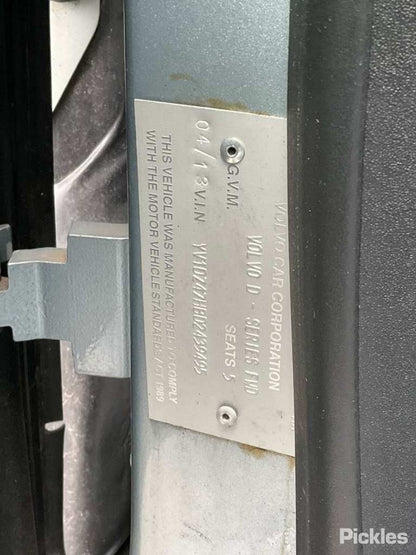 VOLVO CAR CORPORATION
VOLVO D - SERIES
G.V.M. SEATS 5
04/13 V.I.N
THIS VEHICLE WAS MANUFACTURED TO COMPLY
WITH THE MOTOR VEHICLE STANDARDS ACT 1989
Pickles